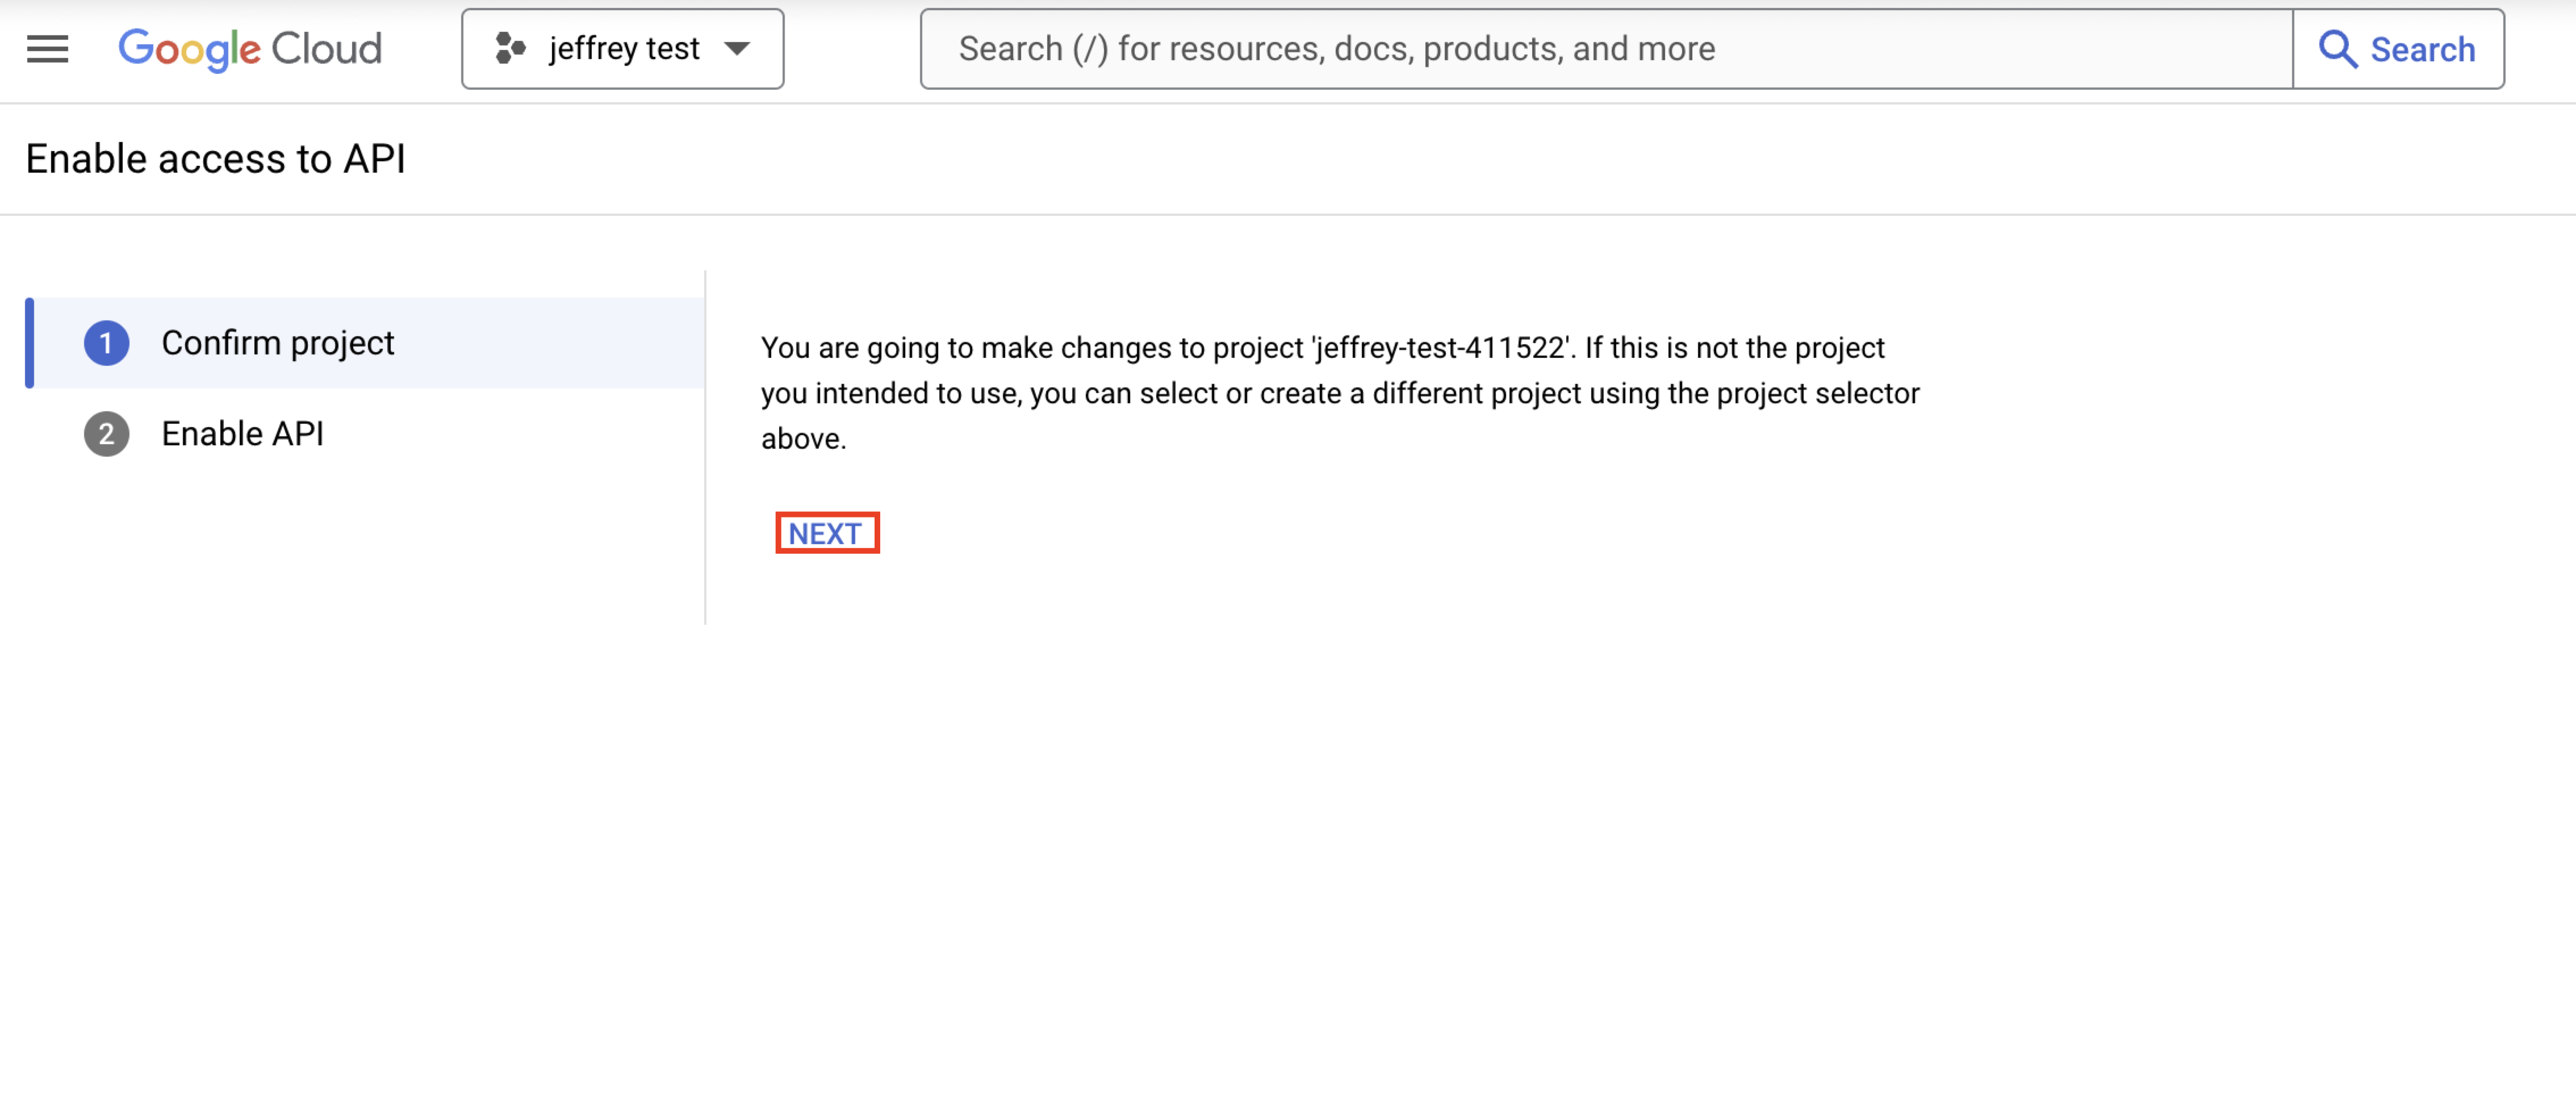 Google Cloud
jeffrey test
Search (/) for resources, docs, products, and more
Search
Enable access to API
1 Confirm project
2 Enable API
You are going to make changes to project 'jeffrey-test-411522'. If this is not the project
you intended to use, you can select or create a different project using the project selector
above.
NEXT